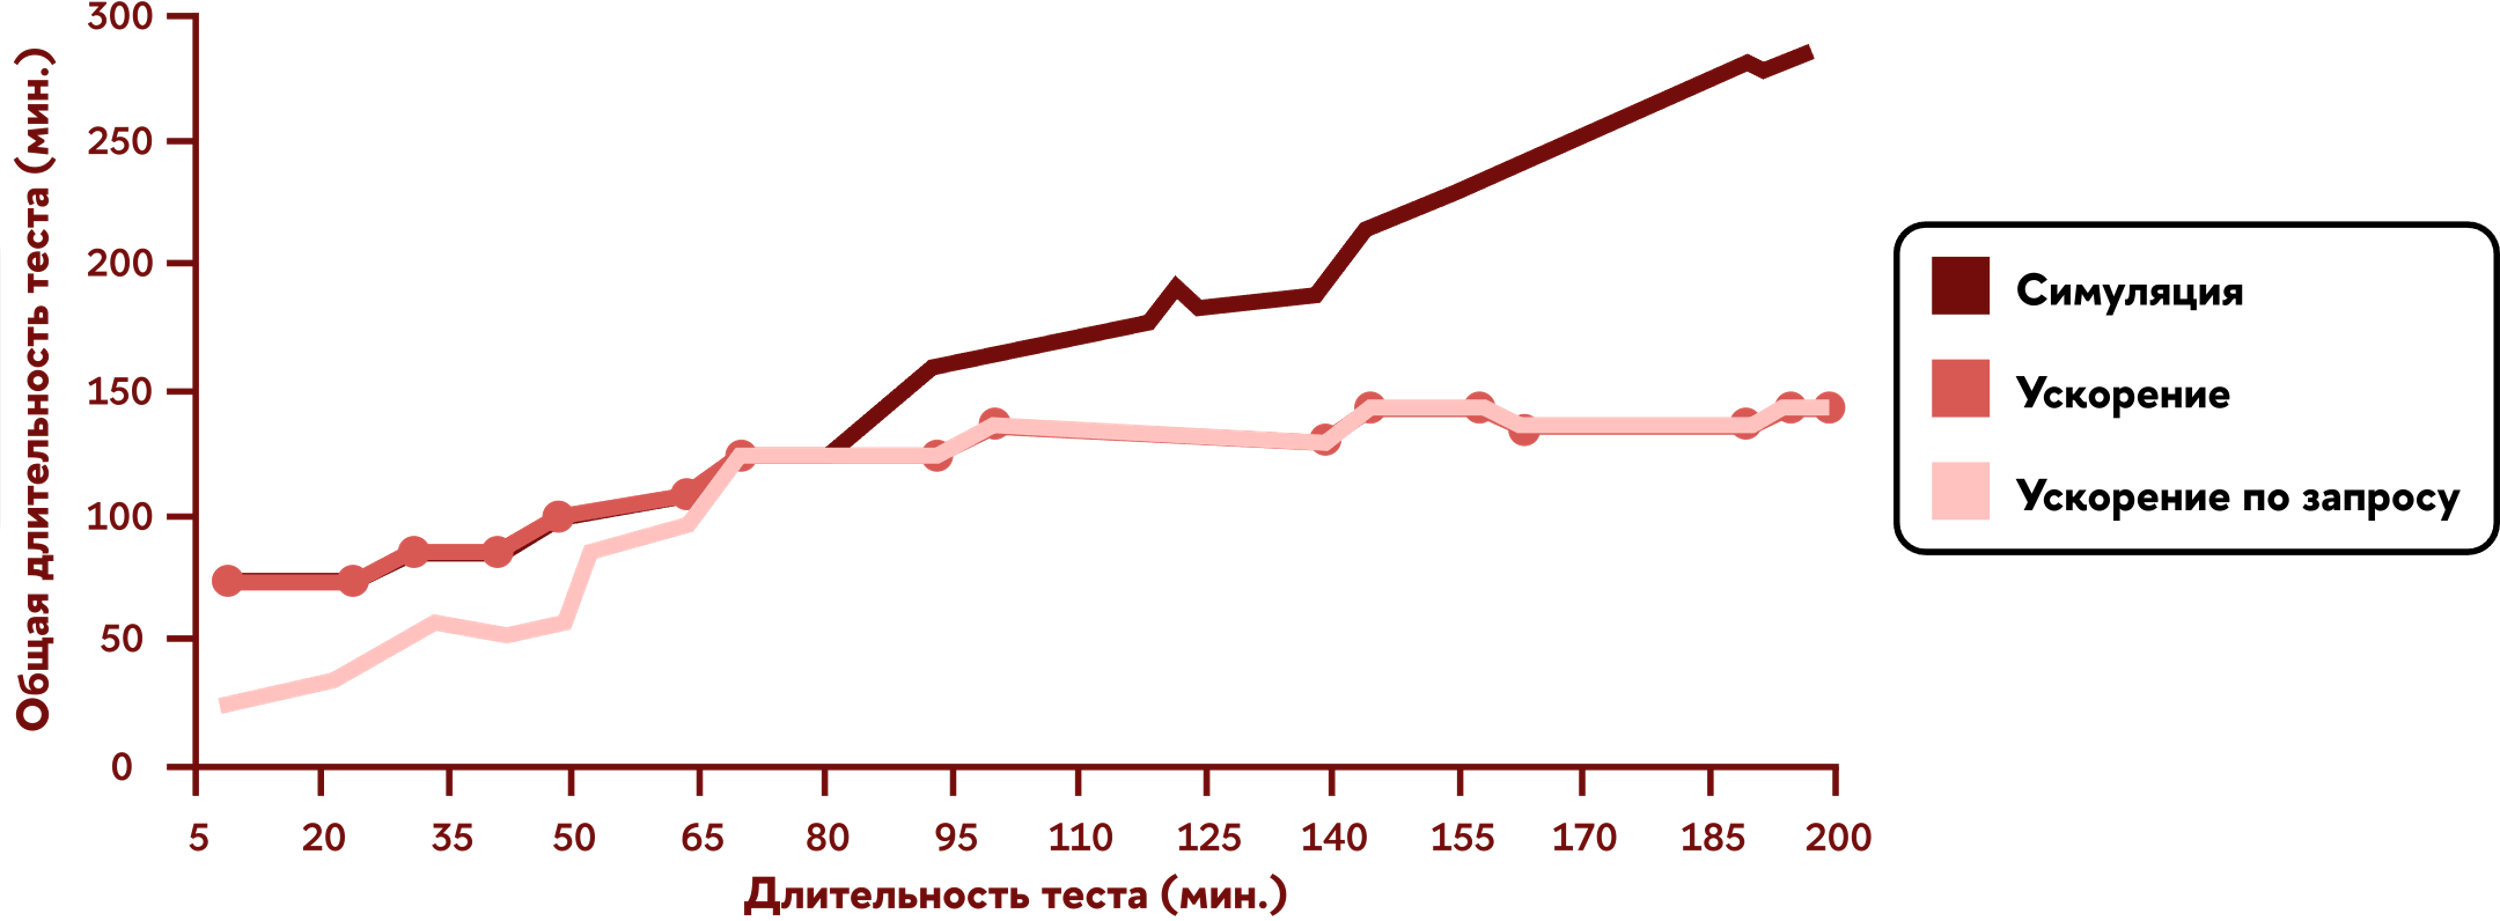 Общая длительность теста (мин.)
300
250
200
150
100
50
0
5 20 35 50 65 80 95 110 125 140 155 170 185 200
Длительность теста (мин.)
Симуляция
Ускорение
Ускорение по запросу